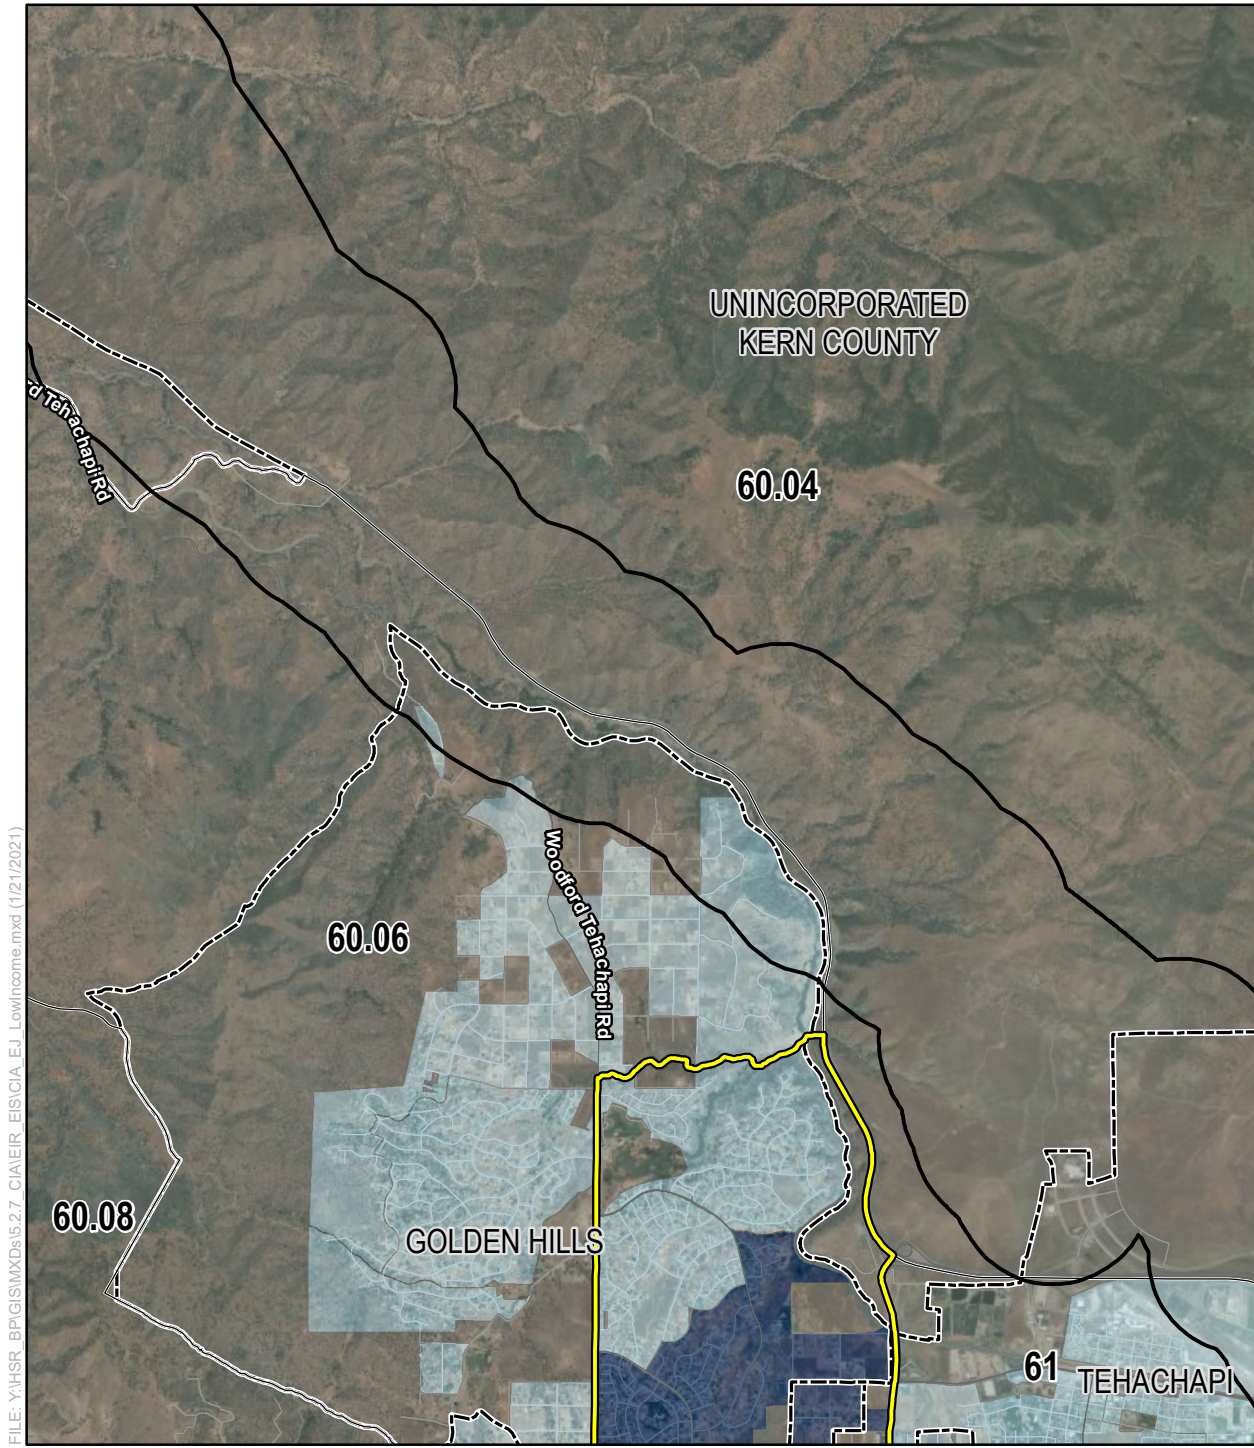 UNINCORPORATED
KERN COUNTY
rd Tehachapi Rd
60.04
Woodford Tehachapi Rd
60.06
60.08
GOLDEN HILLS
61
TEHACHAPI
FILE: Y:\HSR_BP\GIS\MXDs\5.2.7_CIA\EIR_EIS\CIA_EJ_LowIncome.mxd (1/21/2021)